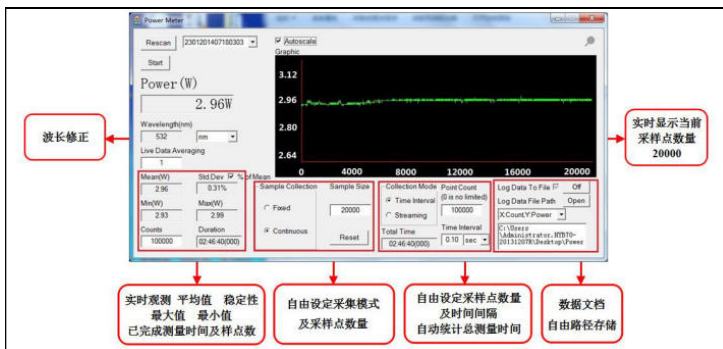 Power Meter
Rescan
2301201407180303
Autoscale
Start
Graphic
Power(W)
2.96W
3.12
2.96
2.80
2.64
0 4000 8000 12000 16000 20000
Wavelength(nm)
532 nm
Live Data Averaging
1
Mean(W) Std.Dev % of Mean
2.96 0.31%
Min(W) Max(W)
2.93 2.99
Counts Duration
100000 02:46:40(000)
Sample Collection
Fixed
Continuous
Sample Size
20000
Reset
Collection Mode
Time Interval
Streaming
Total Time
02:46:40(000)
Point Count
(0 is no limited)
100000
Time Interval
0.10 sec
Log Data To File Off
Log Data File Path Open
X:Count,Y:Power
C:\Users
\Administrator.MYBTO-
20131207H\Desktop\Power
波长修正
实时显示当前
采样点数量
20000
实时观测 平均值 稳定性
最大值 最小值
已完成测量时间及样点数
自由设定采集模式
及采样点数量
自由设定采样点数量
及时间间隔
自动统计总测量时间
数据文档
自由路径存储